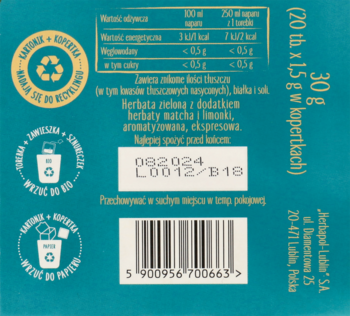 KARTONIK + KOPERTKA
NADAJĄ SIĘ DO RECYKLINGU
TOREBKA + ZAWIESZKA + SZNURECZEK
BIO
WRZUĆ DO BIO
KARTONIK + KOPERTKA
PAPIER
WRZUĆ DO PAPIERU
Wartość odżywcza 100 ml naparu 250 ml naparu z 1 torebki
Wartość energetyczna 3 kJ/1 kcal 7 kJ/2 kcal
Węglowodany < 0,5 g < 0,5 g
w tym cukry < 0,5 g < 0,5 g
Zawiera znikome ilości tłuszczu
(w tym kwasów tłuszczowych nasyconych), białka i soli.
Herbata zielona z dodatkiem
herbaty matcha i limonki,
aromatyzowana, ekspresowa.
Najlepiej spożyć przed końcem:
082024
L0012/B18
Przechowywać w suchym miejscu w temp. pokojowej.
5 900956 700663 >
30 g
(20 tb. x 1,5 g w kopertkach)
„Herbapol-Lublin” S.A.
ul. Diamentowa 25
20-471 Lublin, Polska